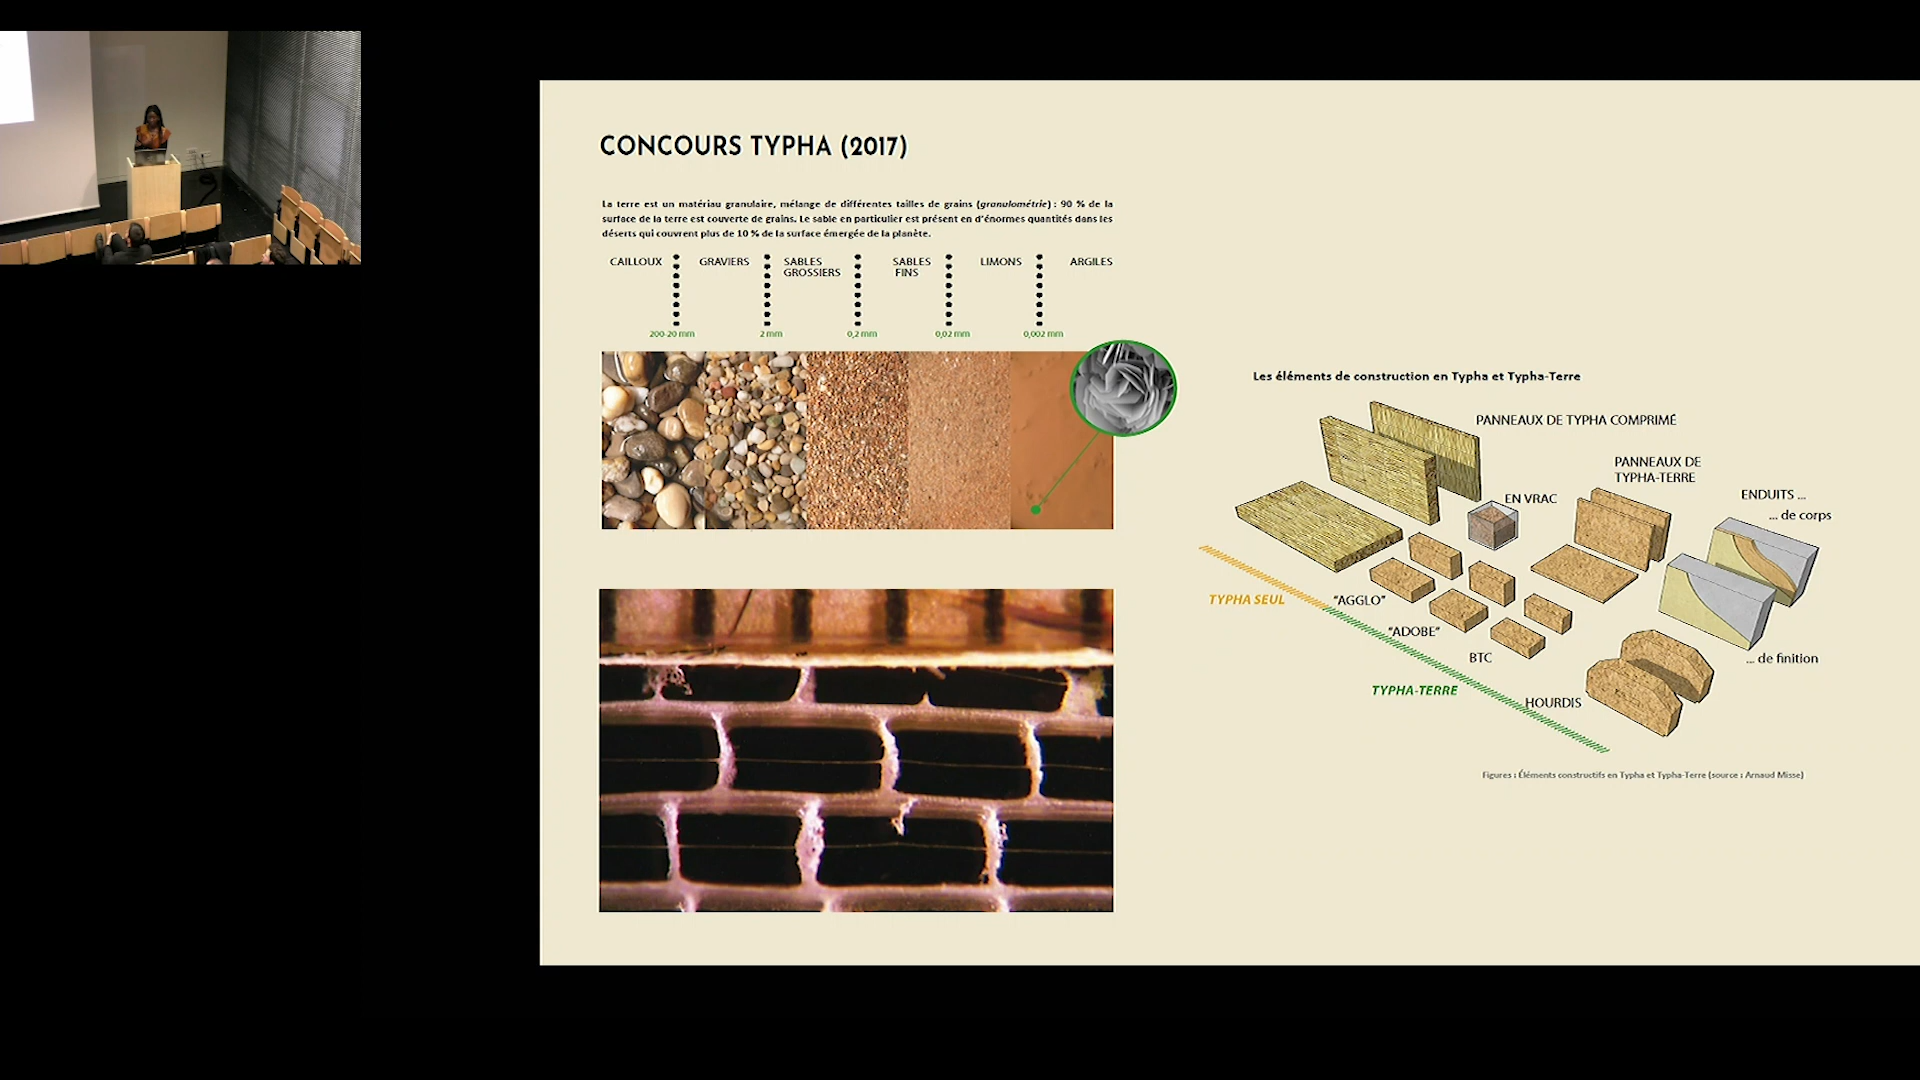 CONCOURS TYPHA (2017)
La terre est un matériau granulaire, mélange de différentes tailles de grains (granulométrie) : 90 % de la
surface de la terre est couverte de grains. Le sable en particulier est présent en d'énormes quantités dans les
déserts qui couvrent plus de 10 % de la surface émergée de la planète.
CAILLOUX
GRAVIERS
SABLES
GROSSIERS
SABLES
FINS
LIMONS
ARGILES
200-20 mm
2 mm
0,2 mm
0,02 mm
0,002 mm
Les éléments de construction en Typha et Typha-Terre
PANNEAUX DE TYPHA COMPRIMÉ
PANNEAUX DE
TYPHA-TERRE
EN VRAC
ENDUITS ...
... de corps
TYPHA SEUL
"AGGLO"
"ADOBE"
BTC
... de finition
TYPHA-TERRE
HOURDIS
Figures : Éléments constructifs en Typha et Typha-Terre (source : Arnaud Misse)